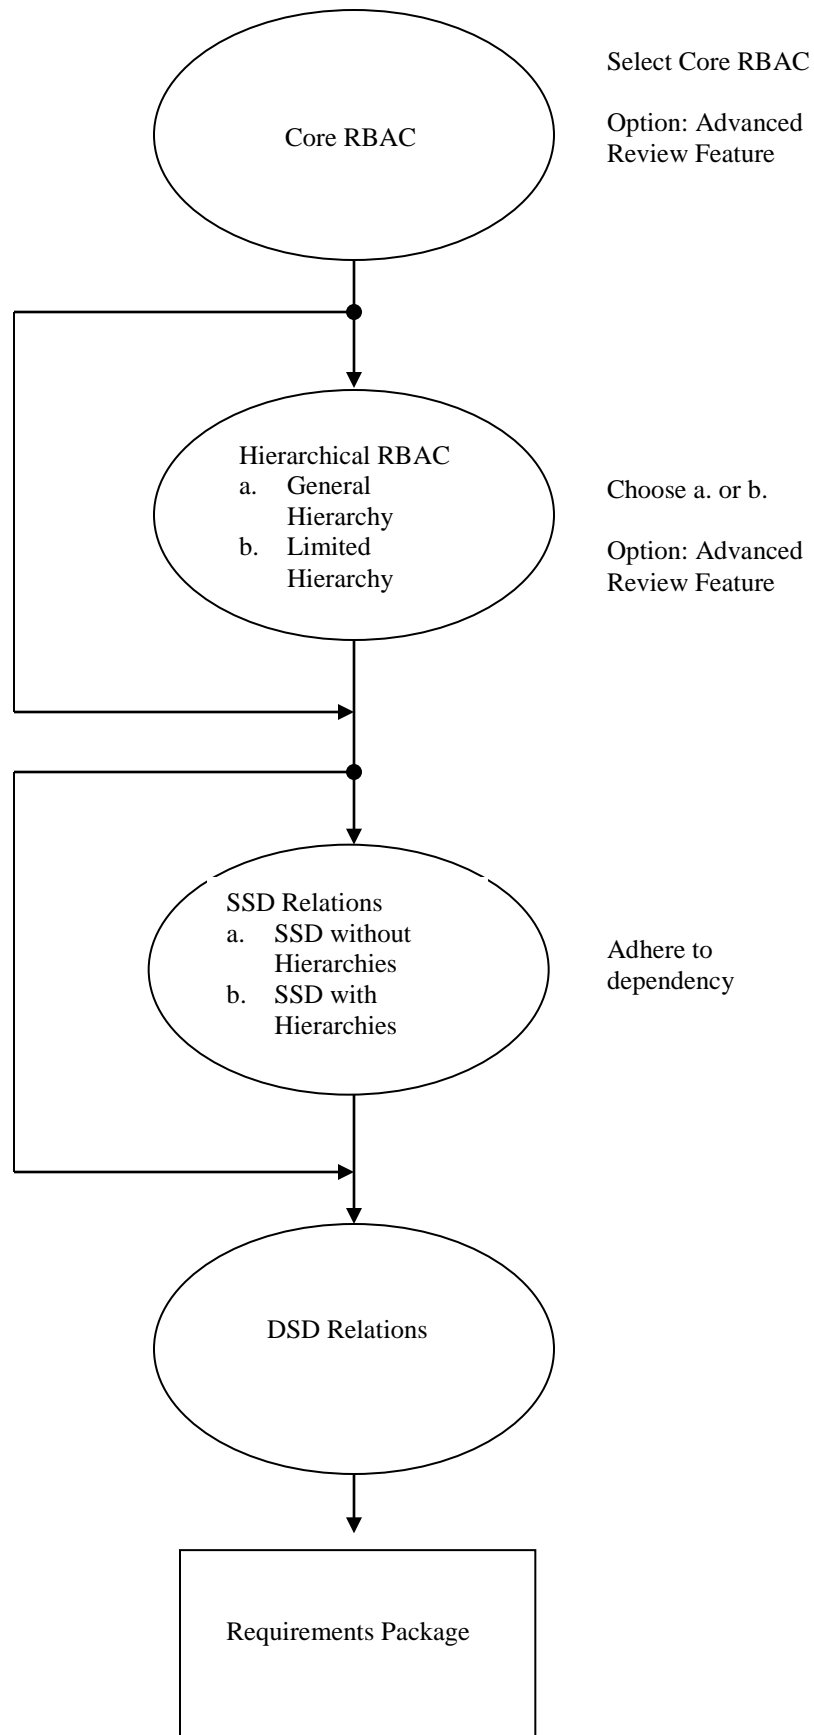 Core RBAC
Select Core RBAC
Option: Advanced
Review Feature
Hierarchical RBAC
a. General
Hierarchy
b. Limited
Hierarchy
Choose a. or b.
Option: Advanced
Review Feature
SSD Relations
a. SSD without
Hierarchies
b. SSD with
Hierarchies
Adhere to
dependency
DSD Relations
Requirements Package